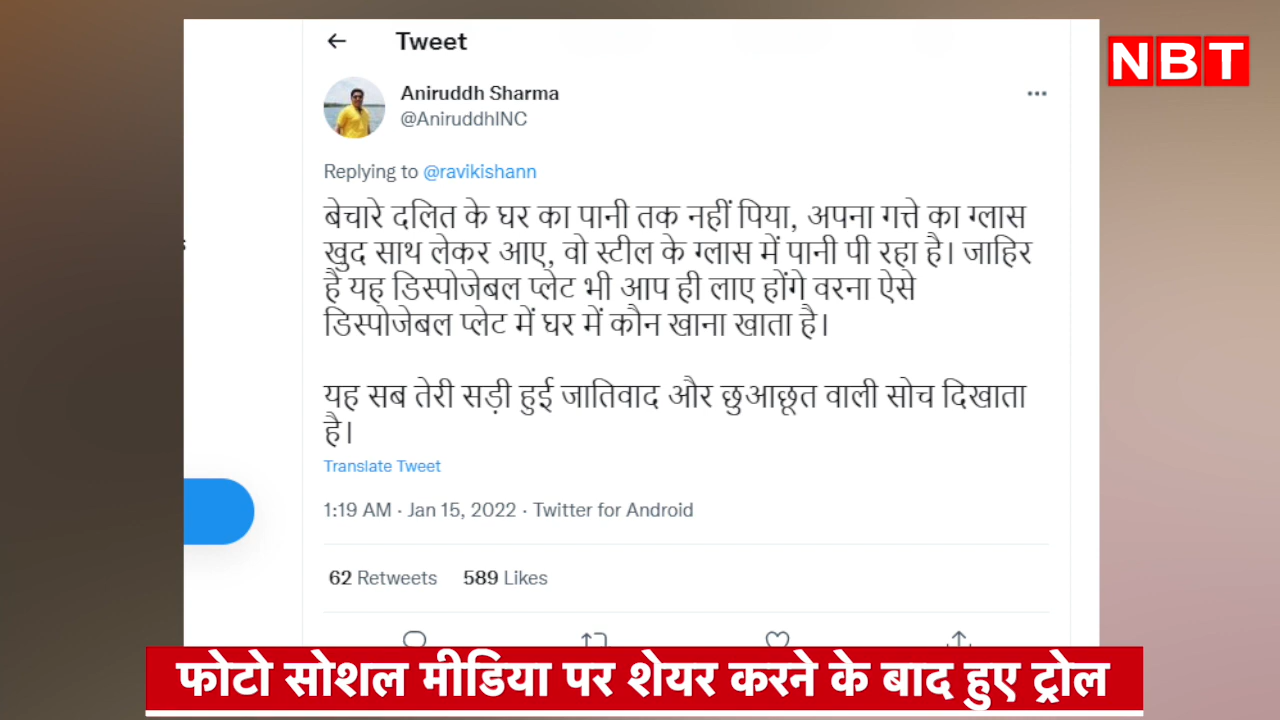 Tweet
NBT
Aniruddh Sharma
@AniruddhINC
Replying to @ravikishann
बेचारे दलित के घर का पानी तक नहीं पिया, अपना गत्ते का ग्लास
खुद साथ लेकर आए, वो स्टील के ग्लास में पानी पी रहा है। जाहिर
है यह डिस्पोजेबल प्लेट भी आप ही लाए होंगे वरना ऐसे
डिस्पोजेबल प्लेट में घर में कौन खाना खाता है।
यह सब तेरी सड़ी हुई जातिवाद और छुआछूत वाली सोच दिखाता
है।
Translate Tweet
1:19 AM · Jan 15, 2022 · Twitter for Android
62 Retweets 589 Likes
फोटो सोशल मीडिया पर शेयर करने के बाद हुए ट्रोल